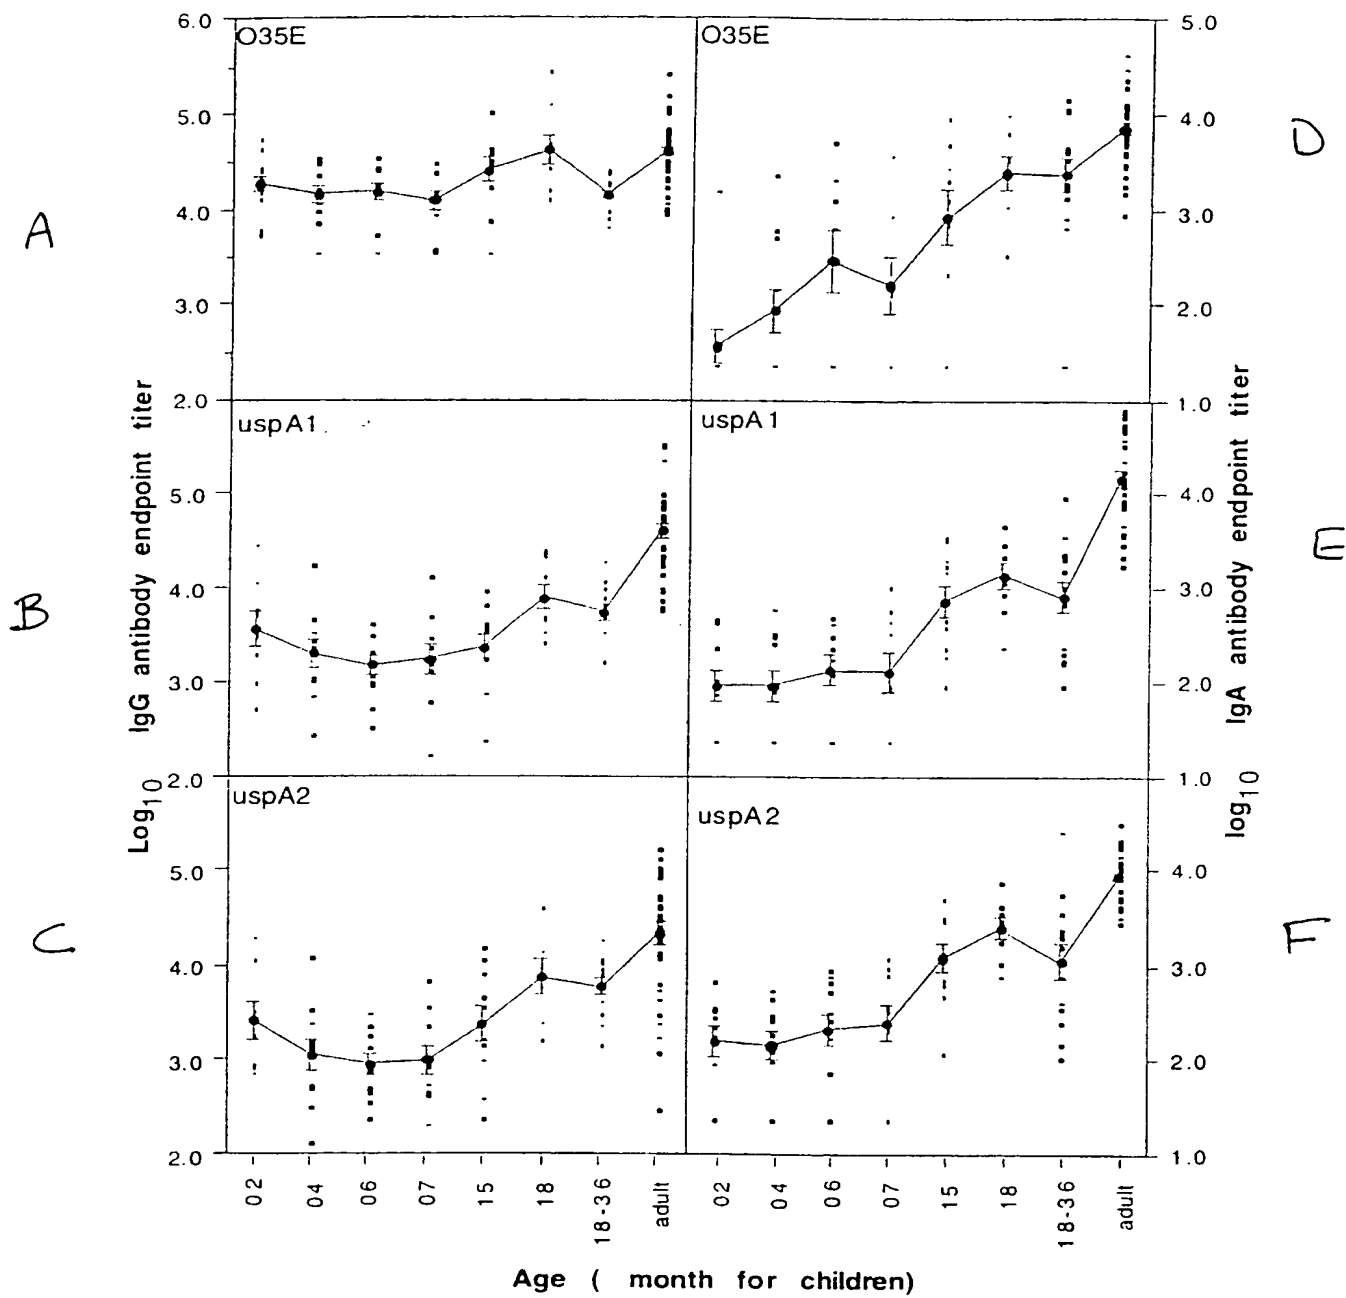 O35E
O35E
uspA1
uspA1
uspA2
uspA2
A
B
C
D
E
F
6.0
5.0
4.0
3.0
2.0
5.0
4.0
3.0
2.0
5.0
4.0
3.0
2.0
5.0
4.0
3.0
2.0
1.0
4.0
3.0
2.0
1.0
4.0
3.0
2.0
1.0
Log10 IgG antibody endpoint titer
log10 IgA antibody endpoint titer
02 04 06 07 15 18 18-36 adult
02 04 06 07 15 18 18-36 adult
Age ( month for children)